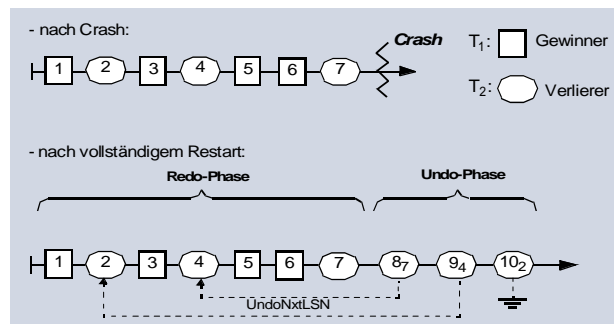 - nach Crash:
Crash
T1: Gewinner
1 2 3 4 5 6 7
T2: Verlierer
- nach vollständigem Restart:
Redo-Phase Undo-Phase
1 2 3 4 5 6 7 87 94 102
UndoNxtLSN